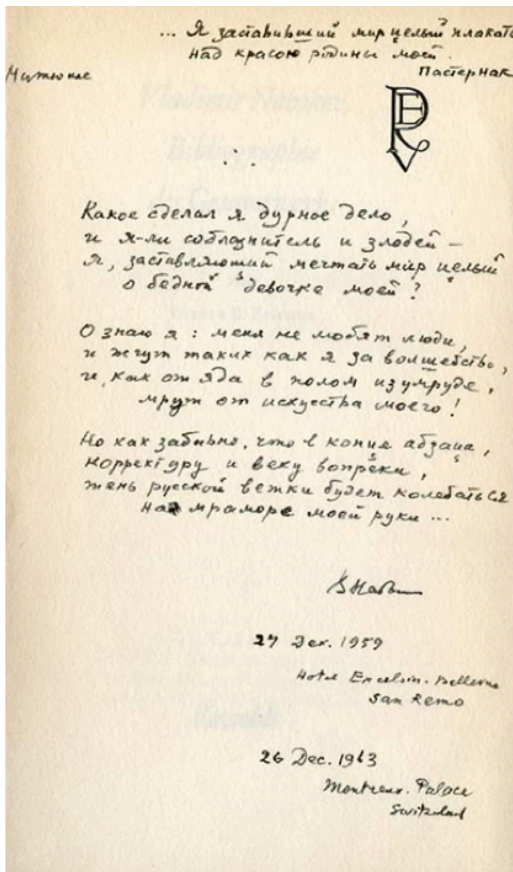 ... Я заставивший мир целый плакать
над красою родины моей.
Пастернак
Какое сделал я дурное дело,
и я-ли соблазнитель и злодей —
я, заставляющий мечтать мир целый
о бедной девочке моей?
О знаю я: меня не любят люди,
и жгут таких как я за волшебство,
и, как от яда в полом изумруде,
мрут от искусства моего!
Но как забавно, что в конце абзаца,
корректору и веку вопреки,
тень русской ветки будет колебаться
на мраморе моей руки ...
27 Dec. 1959
Hotel Excelsior-Bellevue
San Remo
26 Dec. 1963
Montreux-Palace
Switzerland